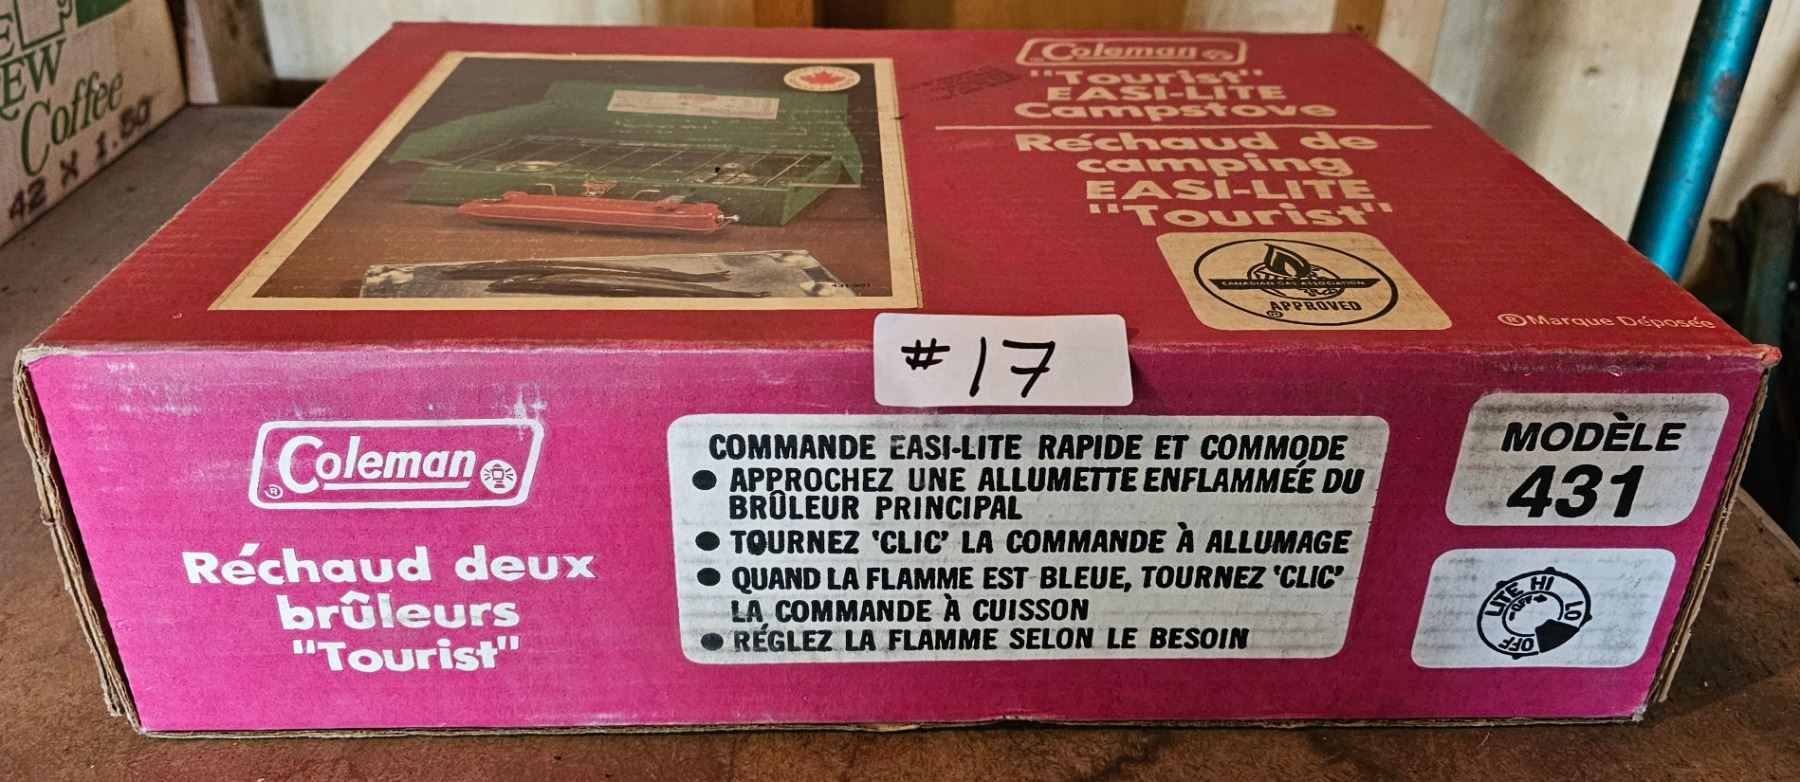 EW
Coffee
42 X 1.50
Coleman
"Tourist"
EASI-LITE
Campstove
Réchaud de
camping
EASI-LITE
"Tourist"
CANADIAN GAS ASSOCIATION
® APPROVED
® Marque Déposée
#17
Coleman ®
Réchaud deux
brûleurs
"Tourist"
COMMANDE EASI-LITE RAPIDE ET COMMODE
● APPROCHEZ UNE ALLUMETTE ENFLAMMÉE DU
BRÛLEUR PRINCIPAL
● TOURNEZ 'CLIC' LA COMMANDE À ALLUMAGE
● QUAND LA FLAMME EST BLEUE, TOURNEZ 'CLIC'
LA COMMANDE À CUISSON
● RÉGLEZ LA FLAMME SELON LE BESOIN
MODÈLE
431
LITE HI LO OFF
OFF